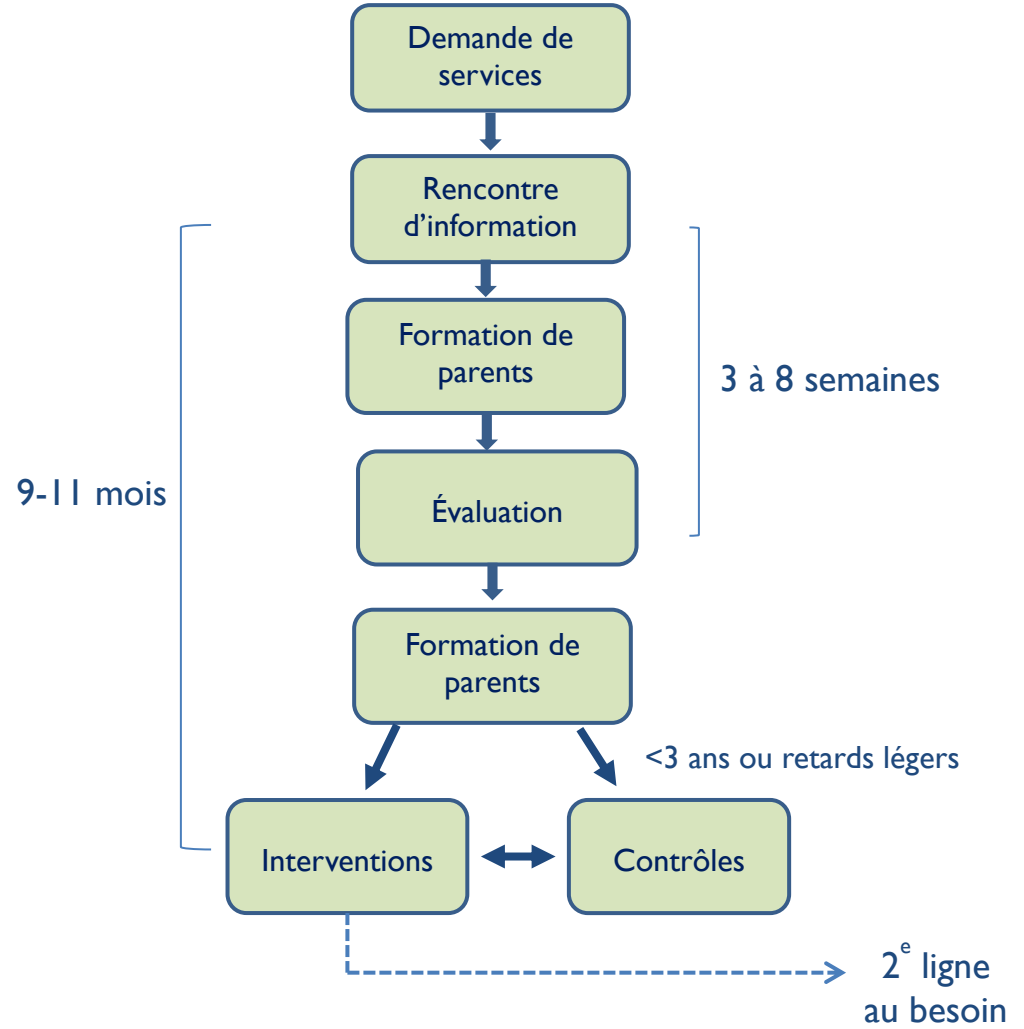 Demande de
services
Rencontre
d'information
Formation de
parents
3 à 8 semaines
Évaluation
9-11 mois
Formation de
parents
<3 ans ou retards légers
Interventions
Contrôles
2e ligne
au besoin